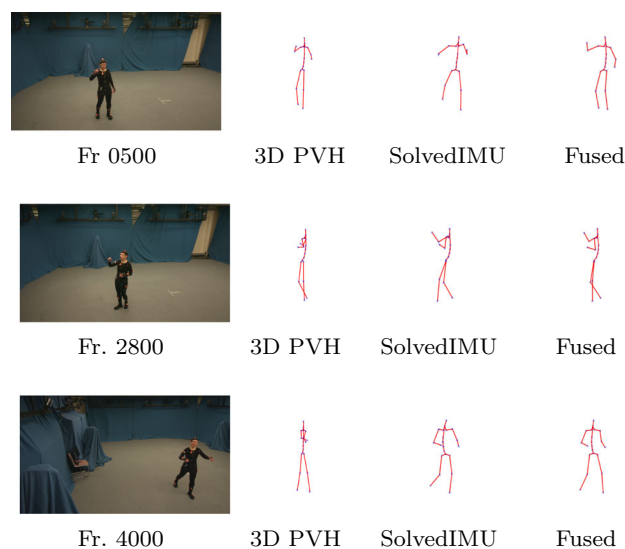 Fr 0500 3D PVH SolvedIMU Fused
Fr. 2800 3D PVH SolvedIMU Fused
Fr. 4000 3D PVH SolvedIMU Fused